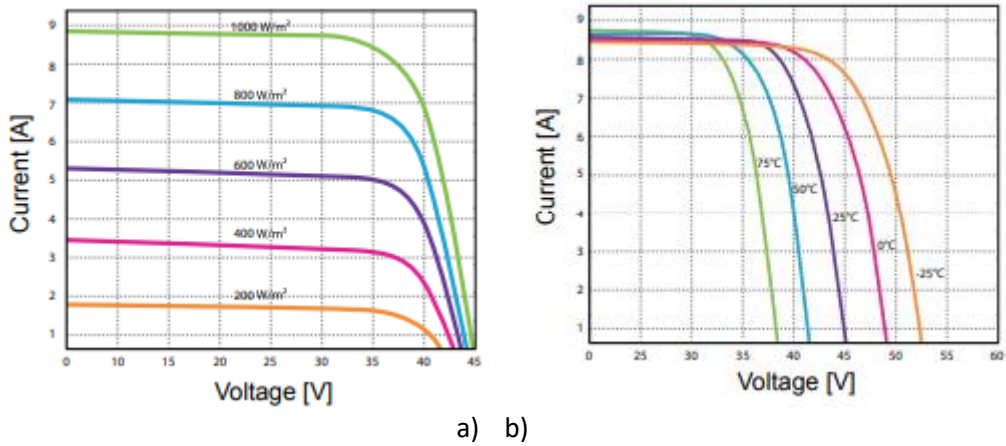 9
8
7
6
5
4
3
2
1
Current [A]
1000 W/m²
800 W/m²
600 W/m²
400 W/m²
200 W/m²
0 10 15 20 25 30 35 40 45
Voltage [V]
9
8
7
6
5
4
3
2
1
Current [A]
75°C
50°C
25°C
0°C
-25°C
0 25 30 35 40 45 50 55 60
Voltage [V]
a) b)